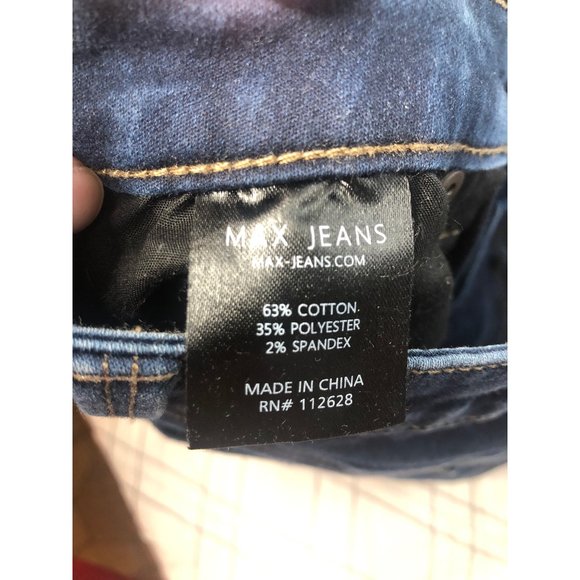 MAX JEANS
MAX-JEANS.COM
63% COTTON
35% POLYESTER
2% SPANDEX
MADE IN CHINA
RN# 112628